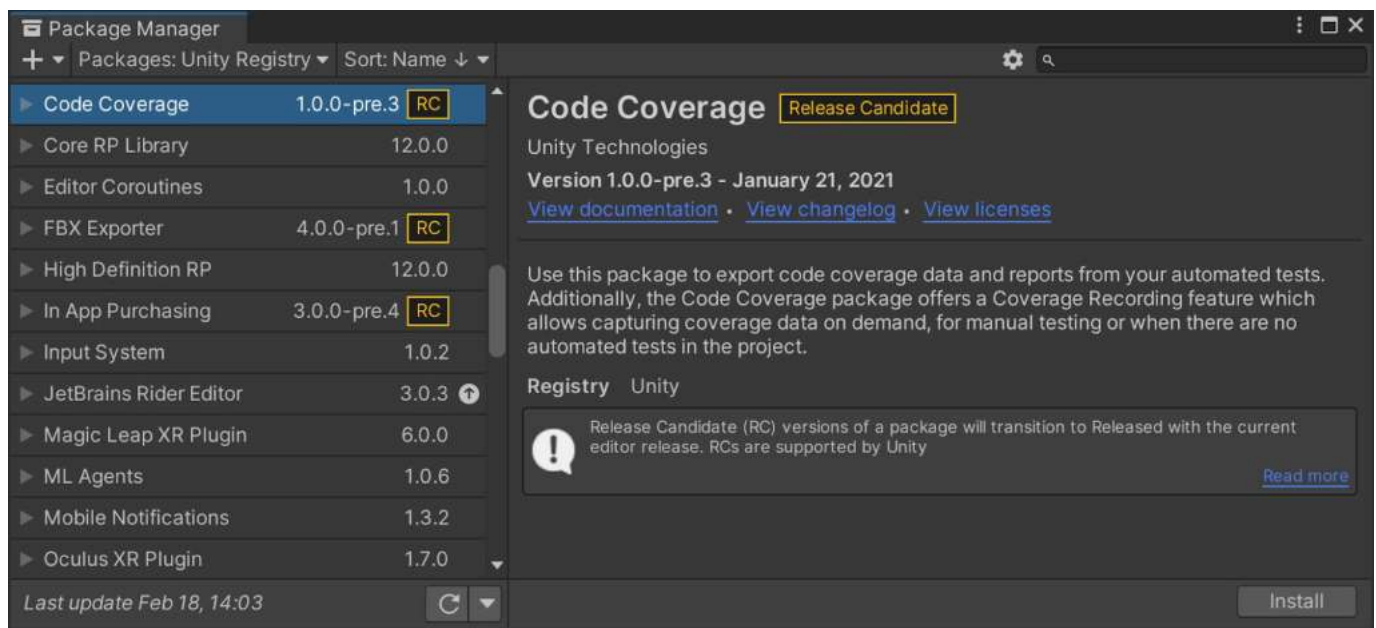 Package Manager
Packages: Unity Registry Sort: Name ↓
Code Coverage 1.0.0-pre.3 RC
Core RP Library 12.0.0
Editor Coroutines 1.0.0
FBX Exporter 4.0.0-pre.1 RC
High Definition RP 12.0.0
In App Purchasing 3.0.0-pre.4 RC
Input System 1.0.2
JetBrains Rider Editor 3.0.3
Magic Leap XR Plugin 6.0.0
ML Agents 1.0.6
Mobile Notifications 1.3.2
Oculus XR Plugin 1.7.0
Last update Feb 18, 14:03
Code Coverage Release Candidate
Unity Technologies
Version 1.0.0-pre.3 - January 21, 2021
View documentation • View changelog • View licenses
Use this package to export code coverage data and reports from your automated tests.
Additionally, the Code Coverage package offers a Coverage Recording feature which
allows capturing coverage data on demand, for manual testing or when there are no
automated tests in the project.
Registry Unity
Release Candidate (RC) versions of a package will transition to Released with the current
editor release. RCs are supported by Unity
Read more
Install